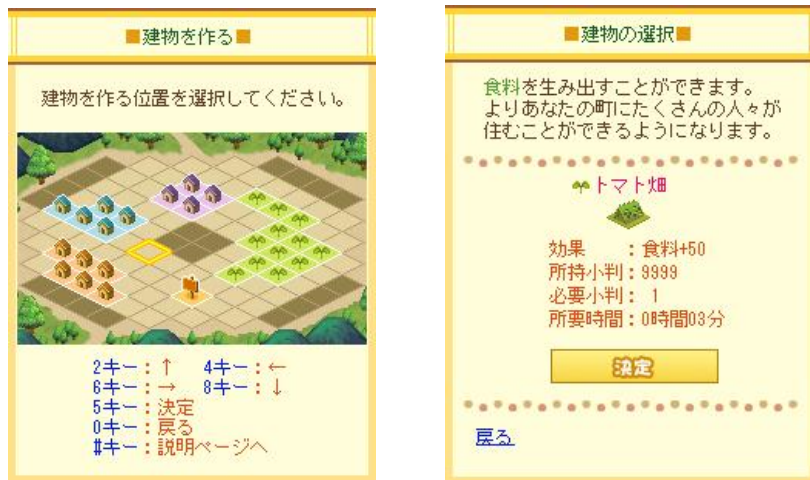 ■建物を作る■
建物を作る位置を選択してください。
2キー：↑ 4キー：←
6キー：→ 8キー：↓
5キー：決定
0キー：戻る
#キー：説明ページへ
■建物の選択■
食料を生み出すことができます。
よりあなたの町にたくさんの人々が
住むことができるようになります。
トマト畑
効果　　：食料+50
所持小判：9999
必要小判： 1
所要時間：0時間03分
決定
戻る